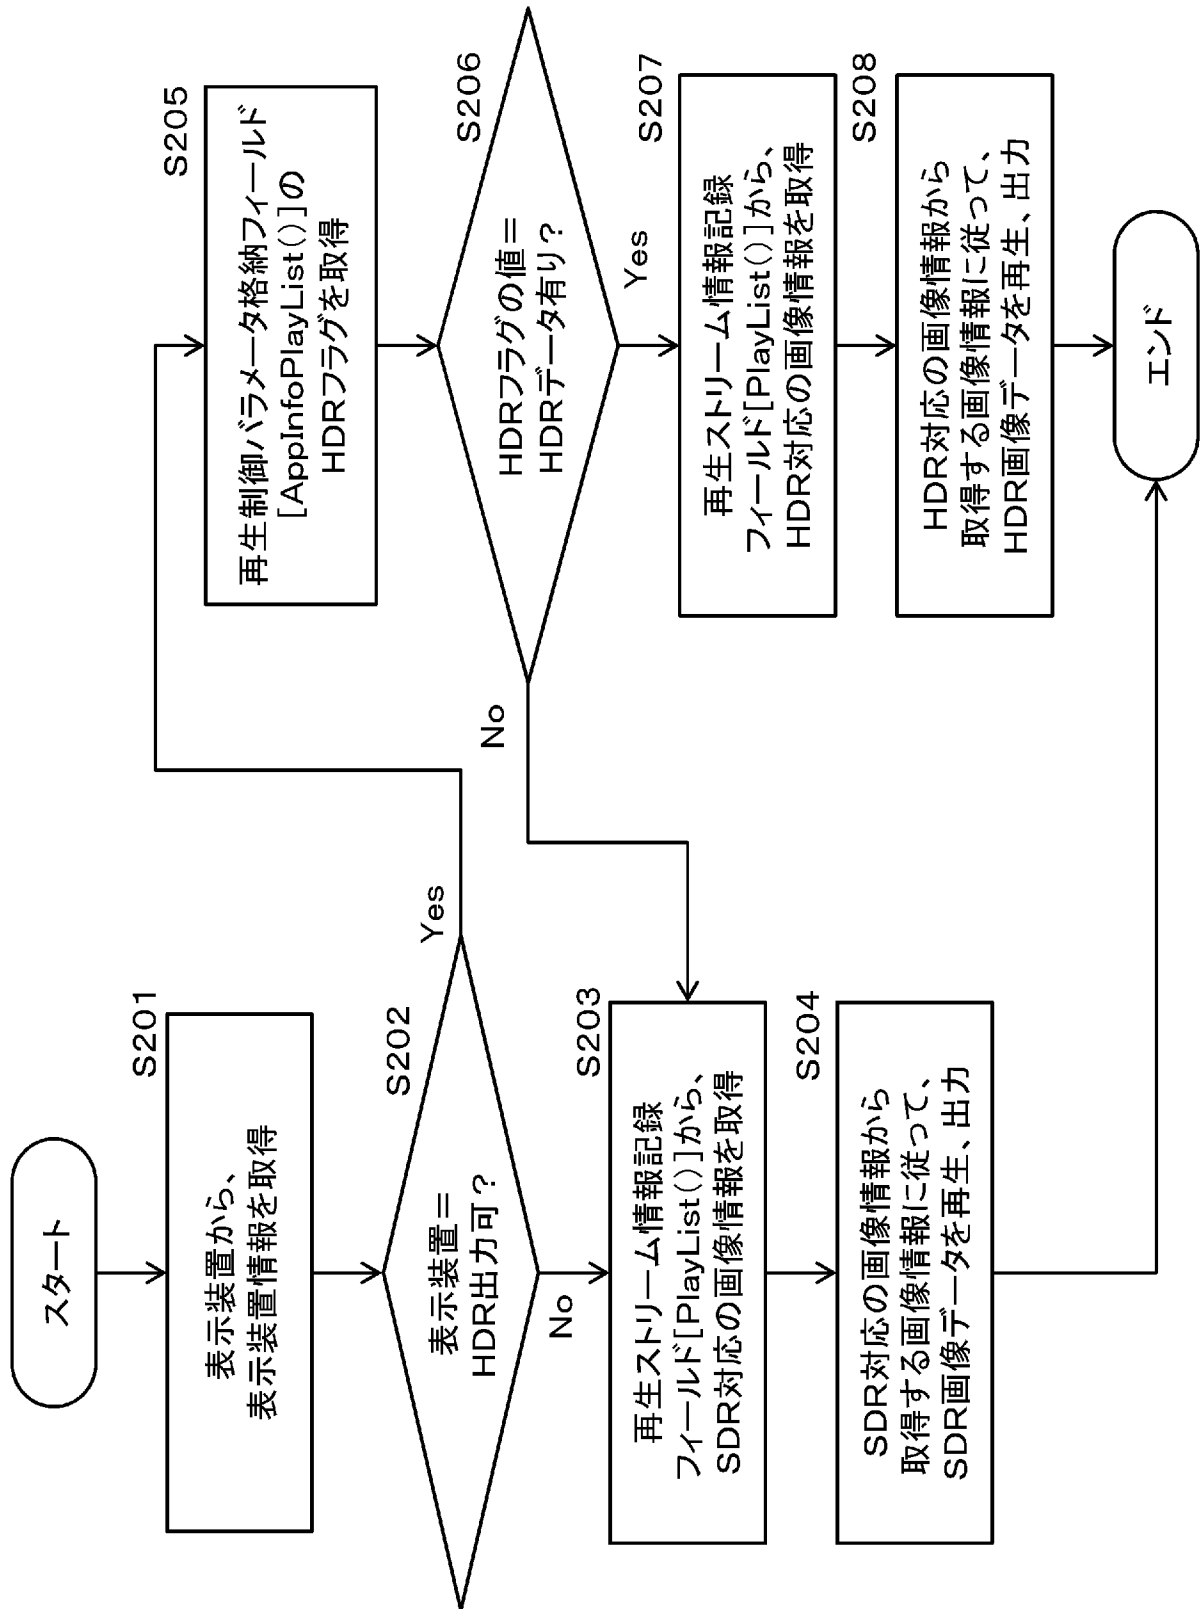 スタート
S201
表示装置から、
表示装置情報を取得
S202
表示装置=
HDR出力可?
Yes
No
S203
再生ストリーム情報記録
フィールド[PlayList()]から、
SDR対応の画像情報を取得
S204
SDR対応の画像情報から
取得する画像情報に従って、
SDR画像データを再生、出力
S205
再生制御パラメータ格納フィールド
[AppInfoPlayList()]の
HDRフラグを取得
S206
HDRフラグの値=
HDRデータ有り?
No
Yes
S207
再生ストリーム情報記録
フィールド[PlayList()]から、
HDR対応の画像情報を取得
S208
HDR対応の画像情報から
取得する画像情報に従って、
HDR画像データを再生、出力
エンド